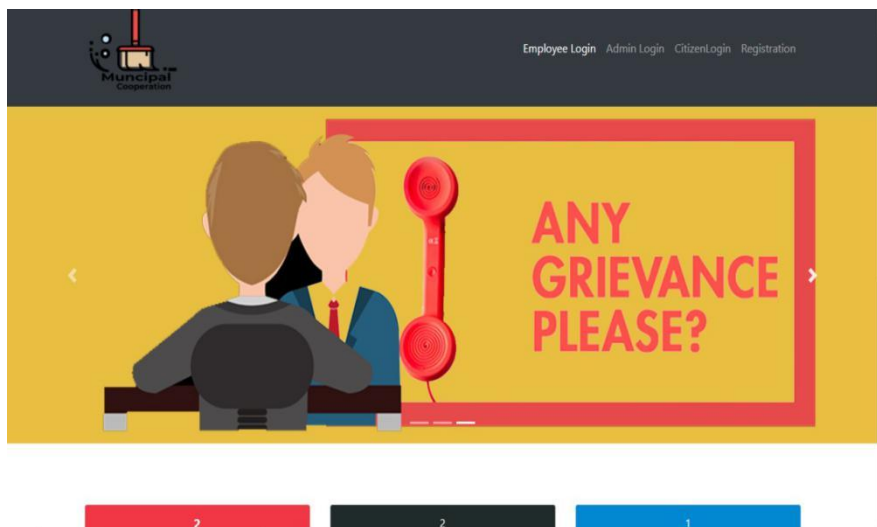 Muncipal
Cooperation
Employee Login Admin Login CitizenLogin Registration
ANY
GRIEVANCE
PLEASE?
2 2 1